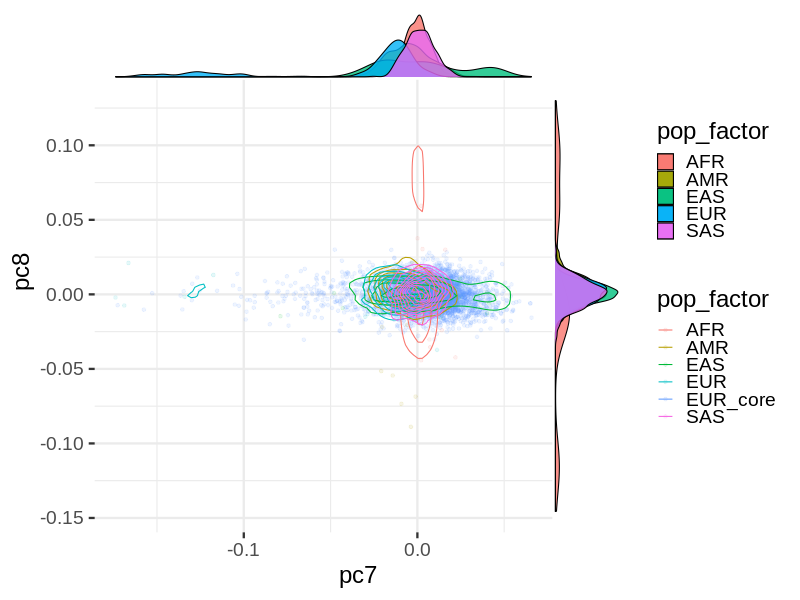 pop_factor
AFR
AMR
EAS
EUR
SAS
0.10
0.05
0.00
-0.05
-0.10
-0.15
pc8
-0.1
0.0
pc7
pop_factor
AFR
AMR
EAS
EUR
EUR_core
SAS